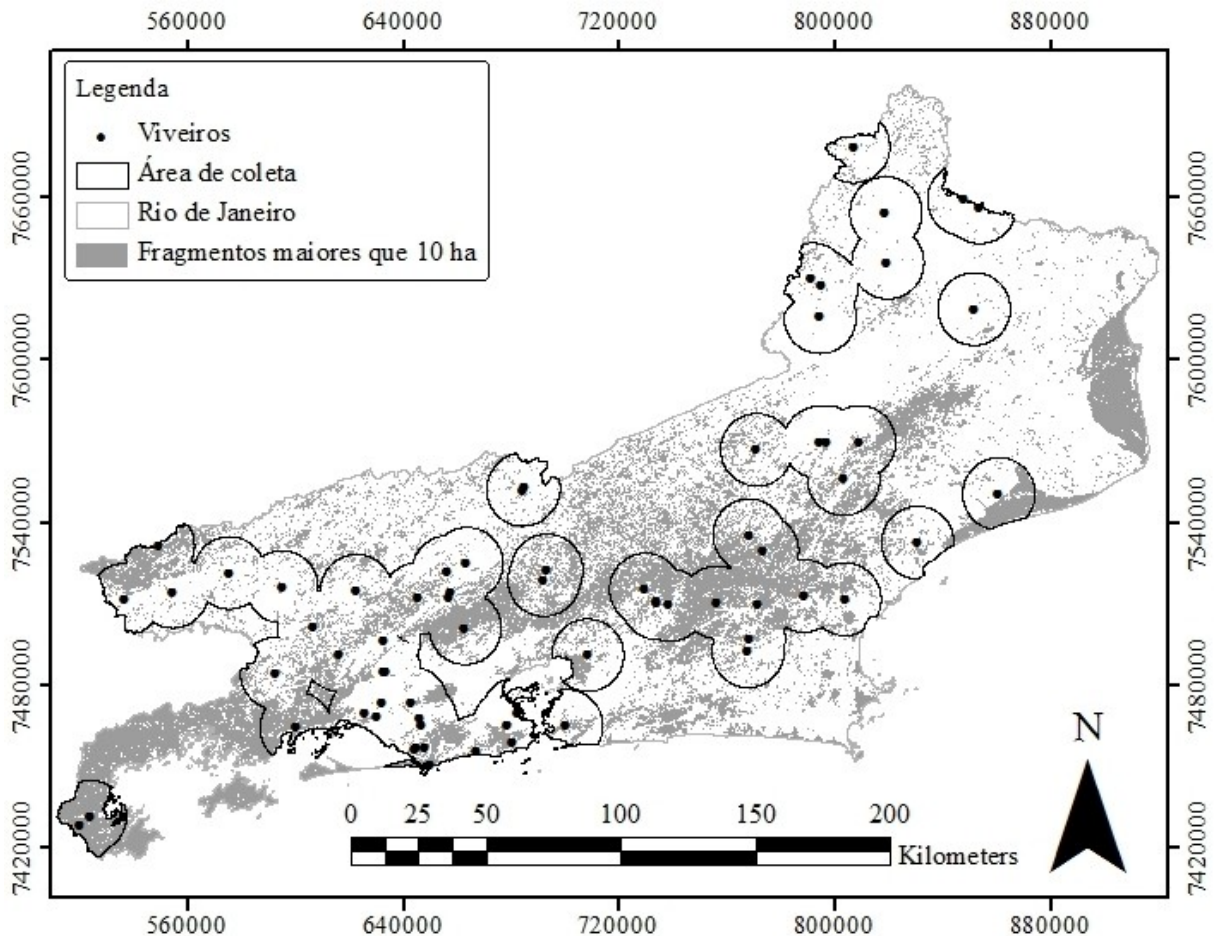 560000 640000 720000 800000 880000
Legenda
Viveiros
Área de coleta
Rio de Janeiro
Fragmentos maiores que 10 ha
7660000 7660000
7600000 7600000
7540000 7540000
7480000 7480000
7420000 7420000
N
0 25 50 100 150 200
Kilometers
560000 640000 720000 800000 880000